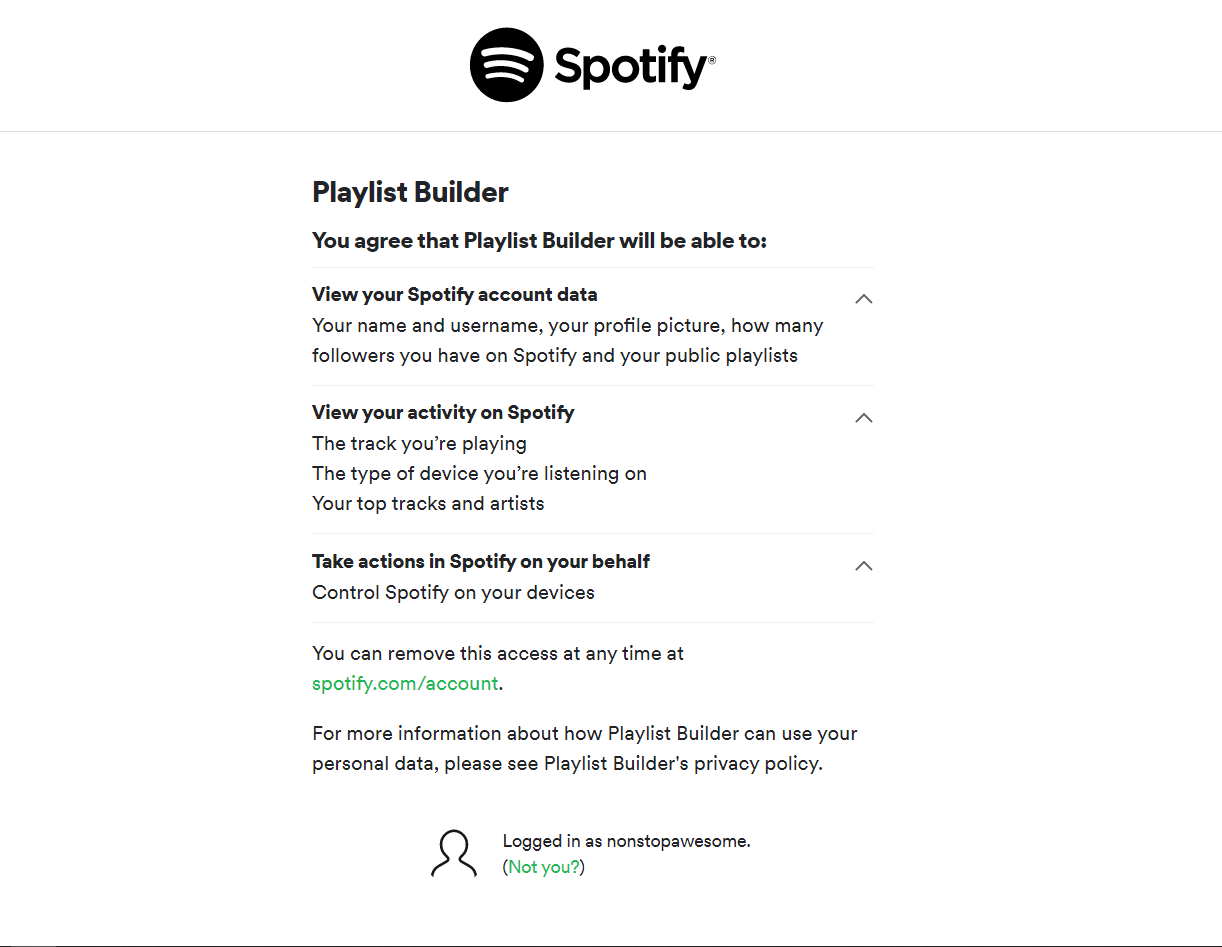 Spotify®
Playlist Builder
You agree that Playlist Builder will be able to:
View your Spotify account data
Your name and username, your profile picture, how many
followers you have on Spotify and your public playlists
View your activity on Spotify
The track you’re playing
The type of device you’re listening on
Your top tracks and artists
Take actions in Spotify on your behalf
Control Spotify on your devices
You can remove this access at any time at
spotify.com/account.
For more information about how Playlist Builder can use your
personal data, please see Playlist Builder's privacy policy.
Logged in as nonstopawesome.
(Not you?)